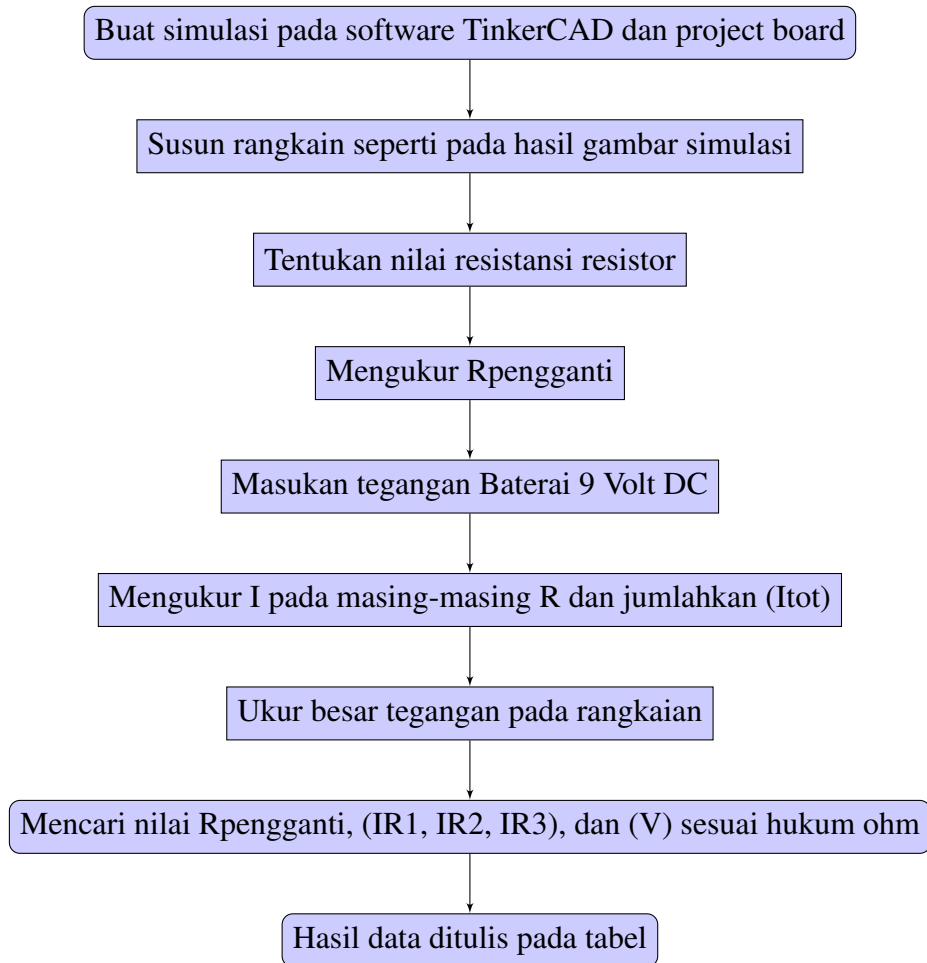 Buat simulasi pada software TinkerCAD dan project board
Susun rangkain seperti pada hasil gambar simulasi
Tentukan nilai resistansi resistor
Mengukur Rpengganti
Masukan tegangan Baterai 9 Volt DC
Mengukur I pada masing-masing R dan jumlahkan (Itot)
Ukur besar tegangan pada rangkaian
Mencari nilai Rpengganti, (IR1, IR2, IR3), dan (V) sesuai hukum ohm
Hasil data ditulis pada tabel